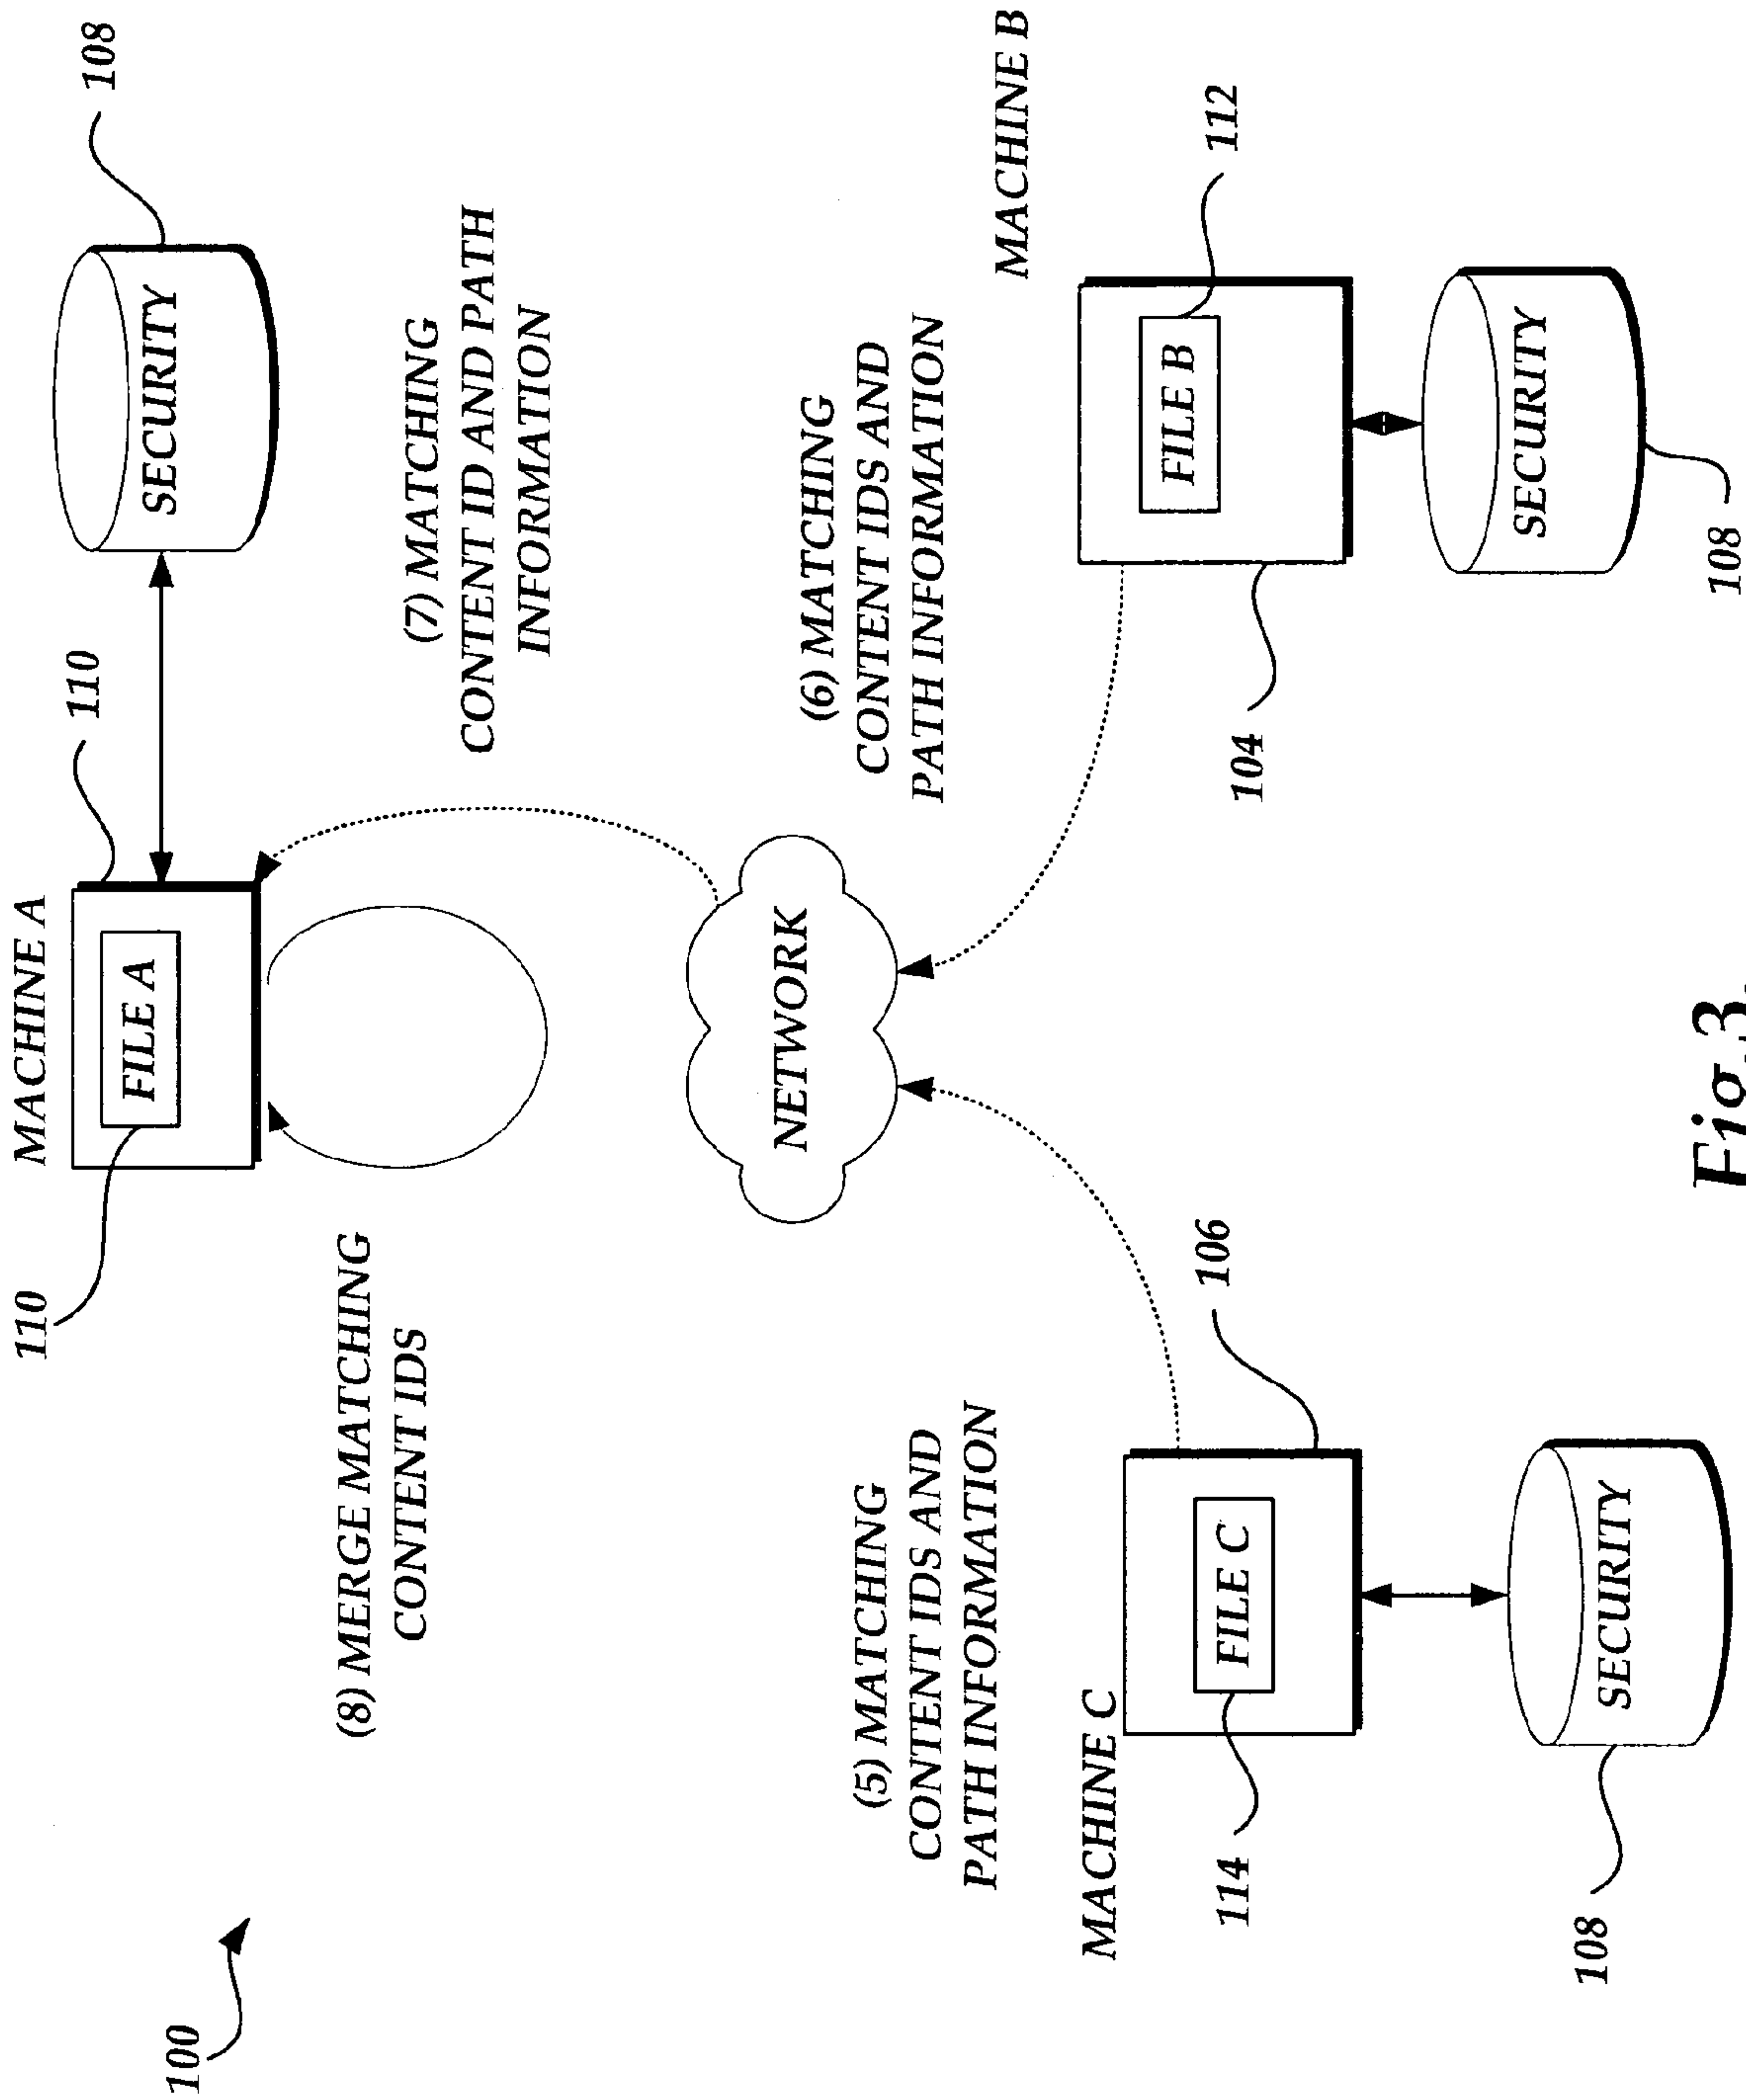 100
MACHINE A
110
FILE A
110
SECURITY
108
(8) MERGE MATCHING
CONTENT IDS
(7) MATCHING
CONTENT ID AND PATH
INFORMATION
NETWORK
(5) MATCHING
CONTENT IDS AND
PATH INFORMATION
(6) MATCHING
CONTENT IDS AND
PATH INFORMATION
MACHINE C
106
FILE C
114
SECURITY
108
MACHINE B
112
FILE B
104
SECURITY
108
Fig.3.